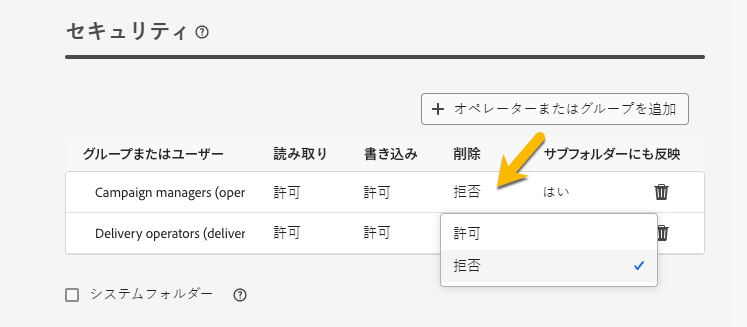 セキュリティ
オペレーターまたはグループを追加
グループまたはユーザー 読み取り 書き込み 削除 サブフォルダーにも反映
Campaign managers (oper 許可 許可 拒否 はい
Delivery operators (deliver 許可 許可
許可
拒否
システムフォルダー